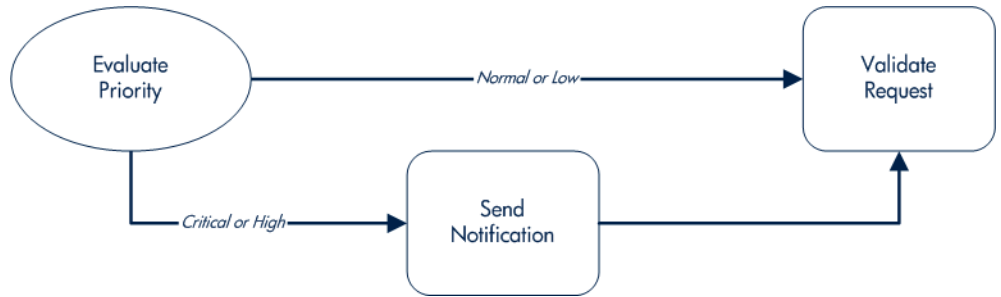 Evaluate
Priority
Normal or Low
Validate
Request
Critical or High
Send
Notification